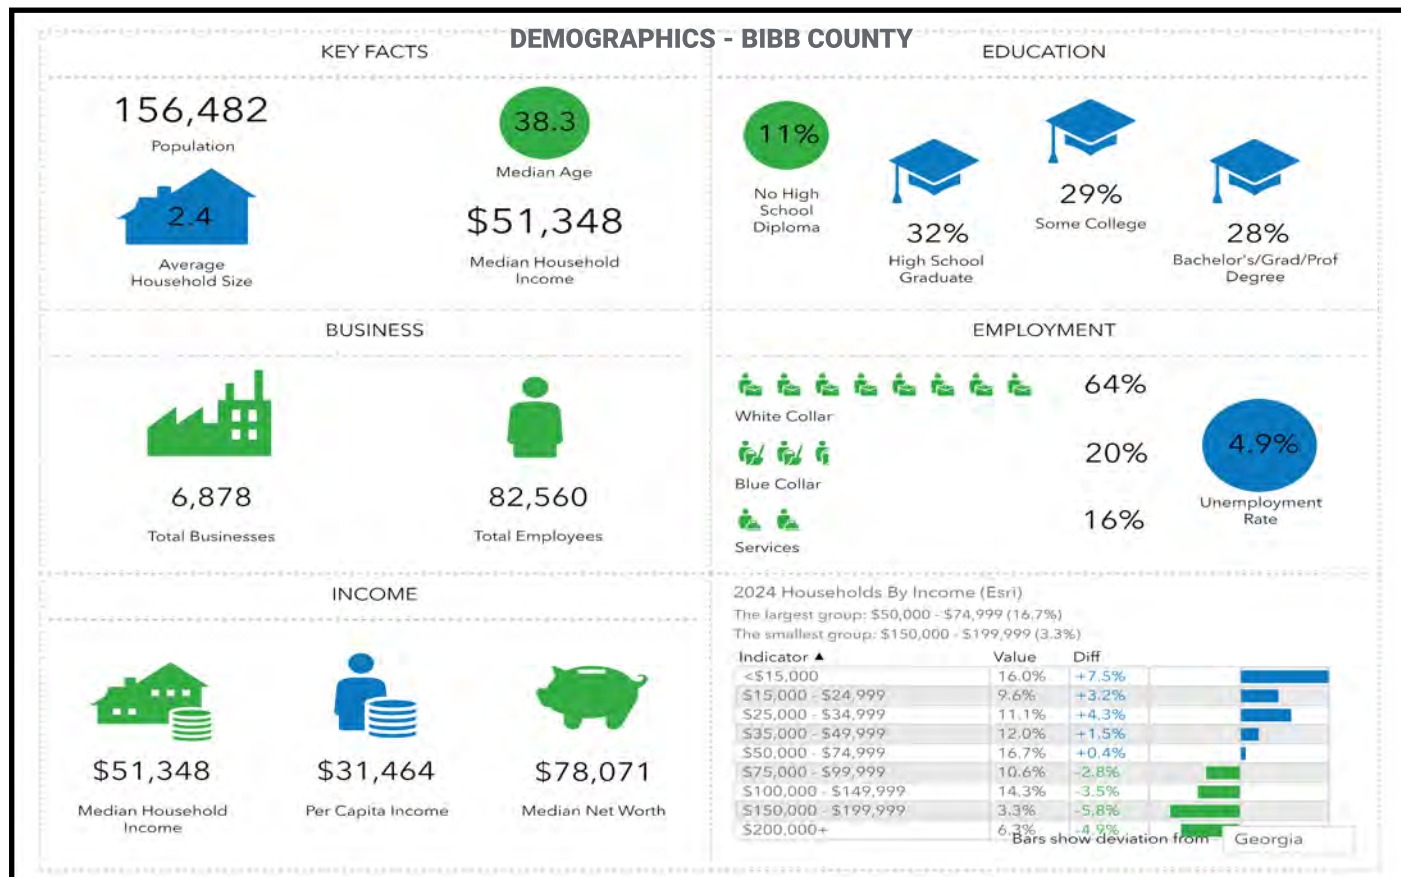 DEMOGRAPHICS - BIBB COUNTY
KEY FACTS
156,482
Population
38.3
Median Age
2.4
Average
Household Size
$51,348
Median Household
Income
EDUCATION
11%
No High
School
Diploma
32%
High School
Graduate
29%
Some College
28%
Bachelor's/Grad/Prof
Degree
BUSINESS
6,878
Total Businesses
82,560
Total Employees
EMPLOYMENT
64%
White Collar
20%
Blue Collar
16%
Services
4.9%
Unemployment
Rate
INCOME
$51,348
Median Household
Income
$31,464
Per Capita Income
$78,071
Median Net Worth
2024 Households By Income (Esri)
The largest group: $50,000 - $74,999 (16.7%)
The smallest group: $150,000 - $199,999 (3.3%)
Indicator ▲ Value Diff
<$15,000 16.0% +7.5%
$15,000 - $24,999 9.6% +3.2%
$25,000 - $34,999 11.1% +4.3%
$35,000 - $49,999 12.0% +1.5%
$50,000 - $74,999 16.7% +0.4%
$75,000 - $99,999 10.6% -2.8%
$100,000 - $149,999 14.3% -3.5%
$150,000 - $199,999 3.3% -5.8%
$200,000+ 6.3% -4.9%
Bars show deviation from Georgia